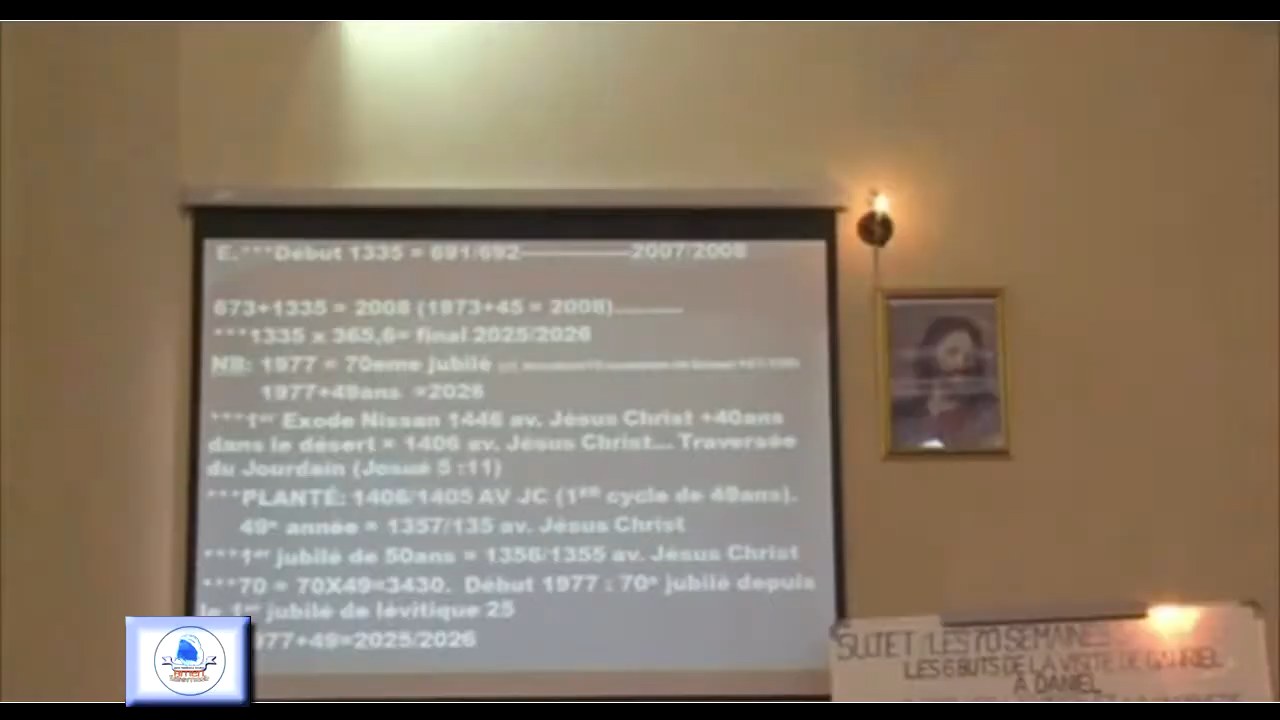 E.***Début 1335 = 691/692----------------2007/2008
673+1335 = 2008 (1973+45 = 2008)..........
***1335 x 365,6= final 2025/2026
NB: 1977 = 70eme jubilé
1977+49ans =2026
***1er Exode Nissan 1446 av. Jésus Christ +40ans
dans le désert = 1406 av. Jésus Christ... Traversée
du Jourdain (Josué 5 :11)
***PLANTÉ: 1406/1405 AV JC (1ER cycle de 49ans).
49e année = 1357/135 av. Jésus Christ
***1er jubilé de 50ans = 1356/1355 av. Jésus Christ
***70 = 70X49=3430. Début 1977 : 70e jubilé depuis
le 1er jubilé de lévitique 25
977+49=2025/2026
SUJET : LES 70 SEMAINES
LES 6 BUTS DE LA VISITE DE GABRIEL
À DANIEL